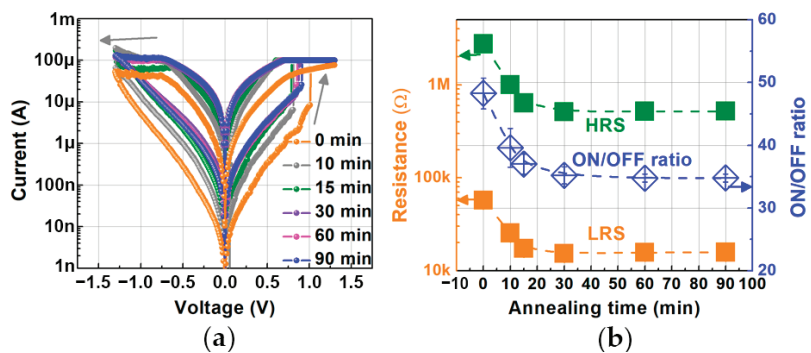 1m
100μ
10μ
1μ
100n
10n
1n
Current (A)
−1.5 −1.0 −0.5 0.0 0.5 1.0 1.5
Voltage (V)
0 min
10 min
15 min
30 min
60 min
90 min
(a)
1M
100k
10k
Resistance (Ω)
60
50
40
30
20
ON/OFF ratio
HRS
ON/OFF ratio
LRS
−10 0 10 20 30 40 50 60 70 80 90 100
Annealing time (min)
(b)